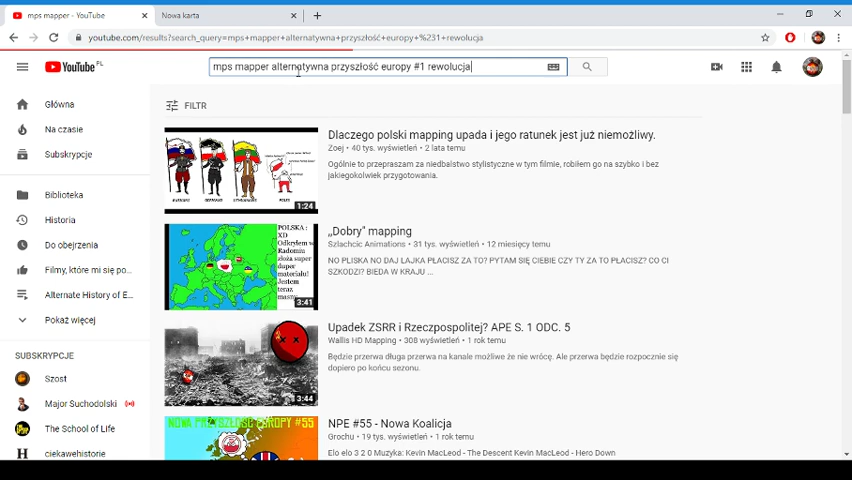 mps mapper - YouTube
Nowa karta
youtube.com/results?search_query=mps+mapper+alternatywna+przyszłość+europy+%231+rewolucja
YouTube PL
mps mapper alternatywna przyszłość europy #1 rewolucja
FILTR
Główna
Na czasie
Subskrypcje
Biblioteka
Historia
Do obejrzenia
Filmy, które mi się po...
Alternate History of E...
Pokaż więcej
SUBSKRYPCJE
Szost
Major Suchodolski
The School of Life
ciekawehistorie
Dlaczego polski mapping upada i jego ratunek jest już niemożliwy.
Zoej • 40 tys. wyświetleń • 2 lata temu
Ogólnie to przepraszam za niedbalstwo stylistyczne w tym filmie, robiłem go na szybko i bez
jakiegokolwiek przygotowania.
1:24
„Dobry" mapping
Szlachcic Animations • 31 tys. wyświetleń • 12 miesięcy temu
NO PLISKA NO DAJ LAJKA PŁACISZ ZA TO? PYTAM SIĘ CIEBIE CZY TY ZA TO PŁACISZ? CO CI
SZKODZI? BIEDA W KRAJU ...
POLSKA :
XD
Odkryłem w
Radomiu
złoża super
duper
materiału!
Jestem
teraz
3:41
Upadek ZSRR i Rzeczpospolitej? APE S. 1 ODC. 5
Wallis HD Mapping • 308 wyświetleń • 1 rok temu
Będzie przerwa długa przerwa na kanale możliwe że nie wrócę. Ale przerwa będzie rozpocznie się
dopiero po końcu sezonu.
3:44
NPE #55 - Nowa Koalicja
Grochu • 19 tys. wyświetleń • 1 rok temu
Elo elo 3 2 0 Muzyka: Kevin MacLeod - The Descent Kevin MacLeod - Hero Down
NOWA PRZYSZŁOŚĆ EUROPY #55